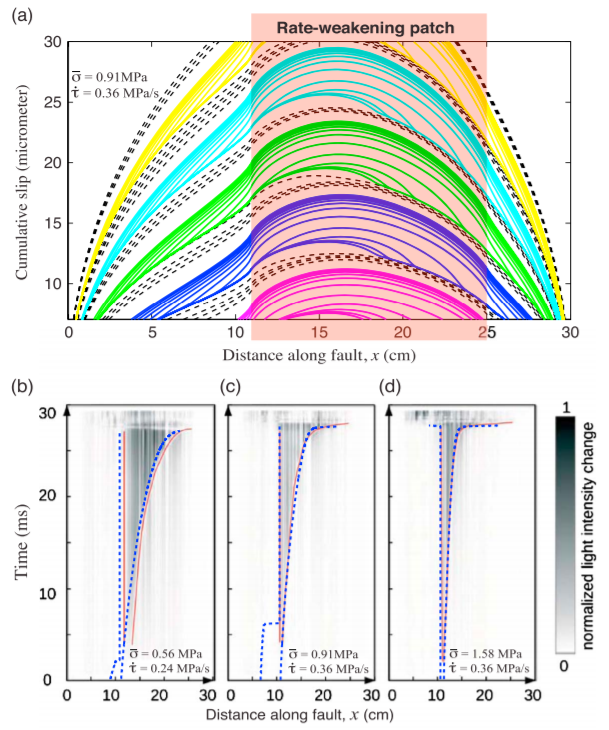 (a)
Rate-weakening patch
30
25
20
15
10
Cumulative slip (micrometer)
σ̅ = 0.91MPa
τ̇ = 0.36 MPa/s
0 5 10 15 20 25 30
Distance along fault, x (cm)
(b) (c) (d)
30
20
10
0
Time (ms)
σ̅ = 0.56 MPa
τ̇ = 0.24 MPa/s
σ̅ = 0.91MPa
τ̇ = 0.36 MPa/s
σ̅ = 1.58 MPa
τ̇ = 0.36 MPa/s
0 10 20 30
0 10 20 30
0 10 20 30
Distance along fault, x (cm)
1
0
normalized light intensity change